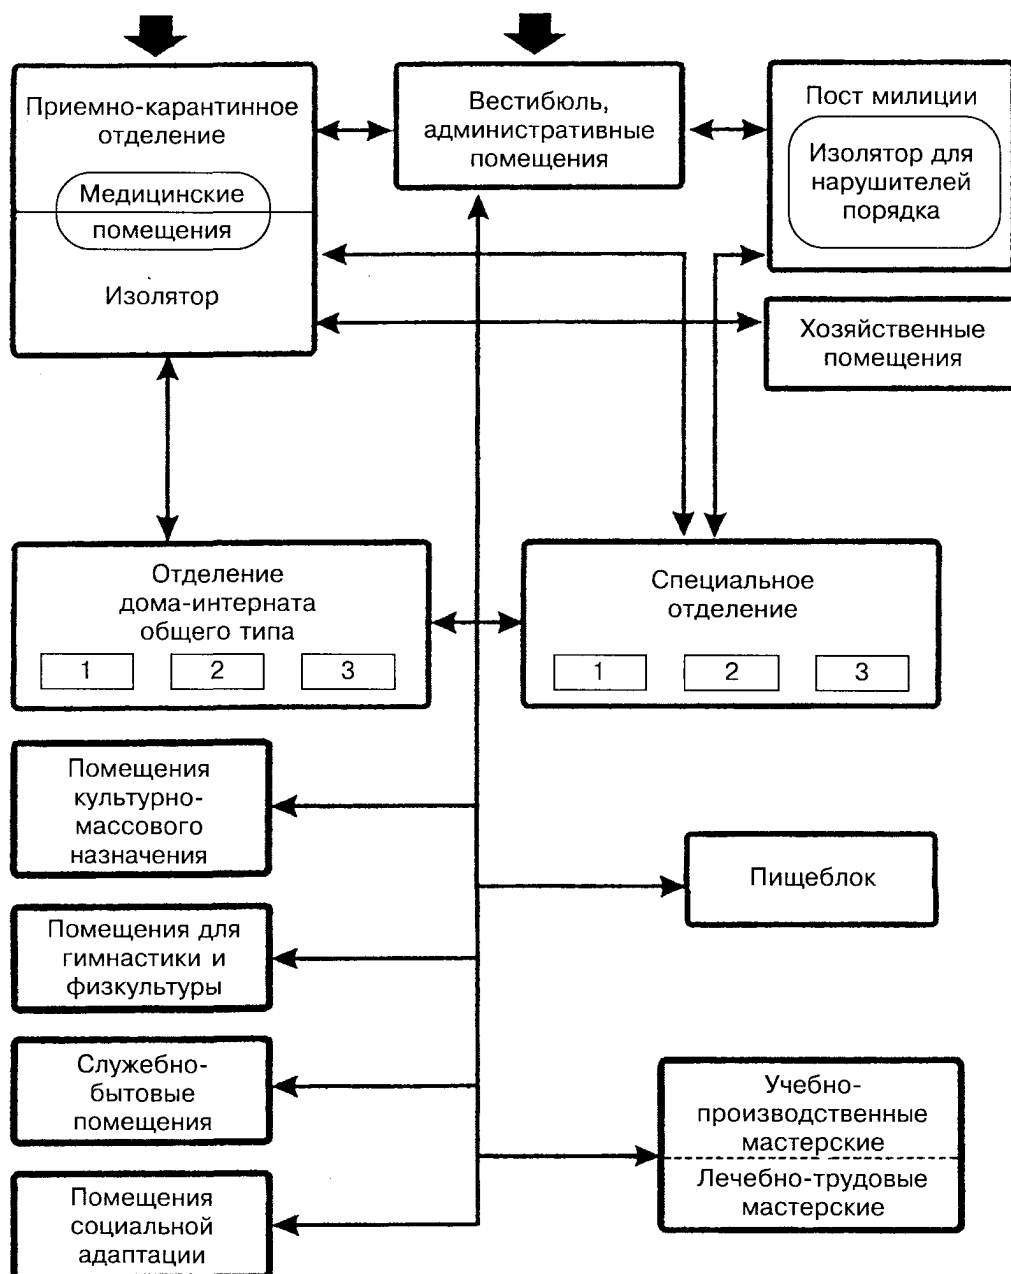 Приемно-карантинное
отделение
Медицинские
помещения
Изолятор
Вестибюль,
административные
помещения
Пост милиции
Изолятор для
нарушителей
порядка
Хозяйственные
помещения
Отделение
дома-интерната
общего типа
1
2
3
Специальное
отделение
1
2
3
Помещения
культурно-
массового
назначения
Пищеблок
Помещения для
гимнастики и
физкультуры
Служебно-
бытовые
помещения
Учебно-
производственные
мастерские
Лечебно-трудовые
мастерские
Помещения
социальной
адаптации